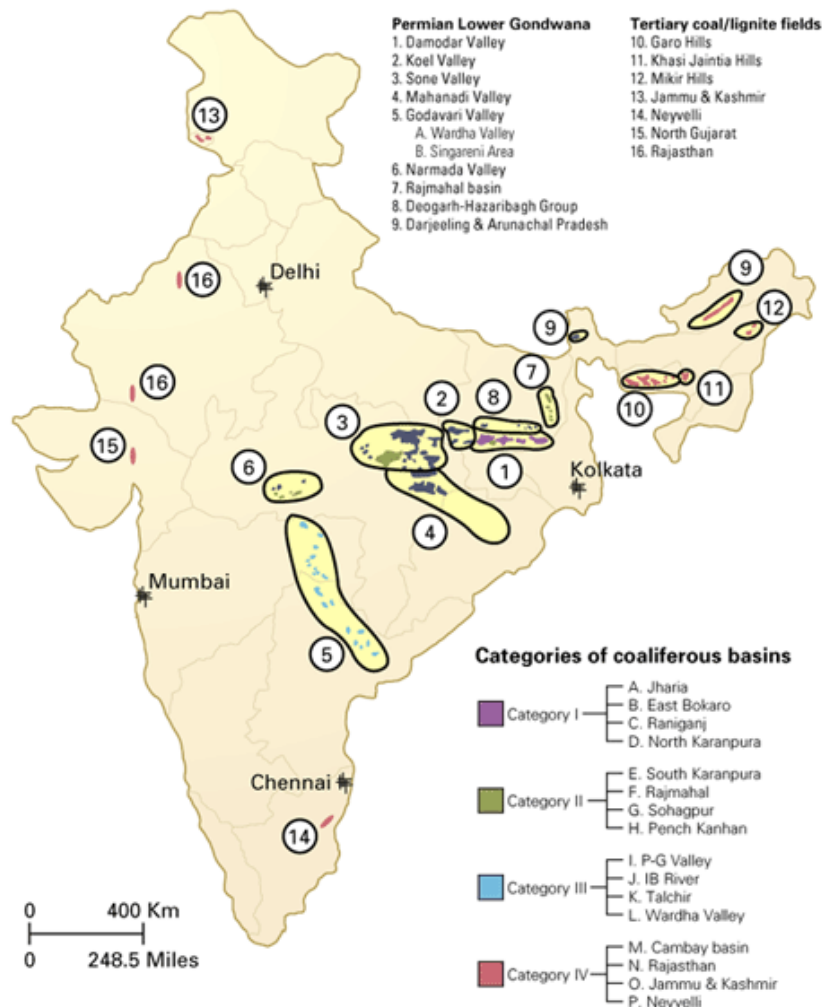 Permian Lower Gondwana
1. Damodar Valley
2. Koel Valley
3. Sone Valley
4. Mahanadi Valley
5. Godavari Valley
A. Wardha Valley
B. Singareni Area
6. Narmada Valley
7. Rajmahal basin
8. Deogarh-Hazaribagh Group
9. Darjeeling & Arunachal Pradesh
Tertiary coal/lignite fields
10. Garo Hills
11. Khasi Jaintia Hills
12. Mikir Hills
13. Jammu & Kashmir
14. Neyvelli
15. North Gujarat
16. Rajasthan
13
16
Delhi
9
12
9
16
7
11
10
2
8
3
15
1
6
Kolkata
4
Mumbai
5
Chennai
14
0 400 Km
0 248.5 Miles
Categories of coaliferous basins
Category I
A. Jharia
B. East Bokaro
C. Raniganj
D. North Karanpura
Category II
E. South Karanpura
F. Rajmahal
G. Sohagpur
H. Pench Kanhan
Category III
I. P-G Valley
J. IB River
K. Talchir
L. Wardha Valley
Category IV
M. Cambay basin
N. Rajasthan
O. Jammu & Kashmir
P. Neyvelli